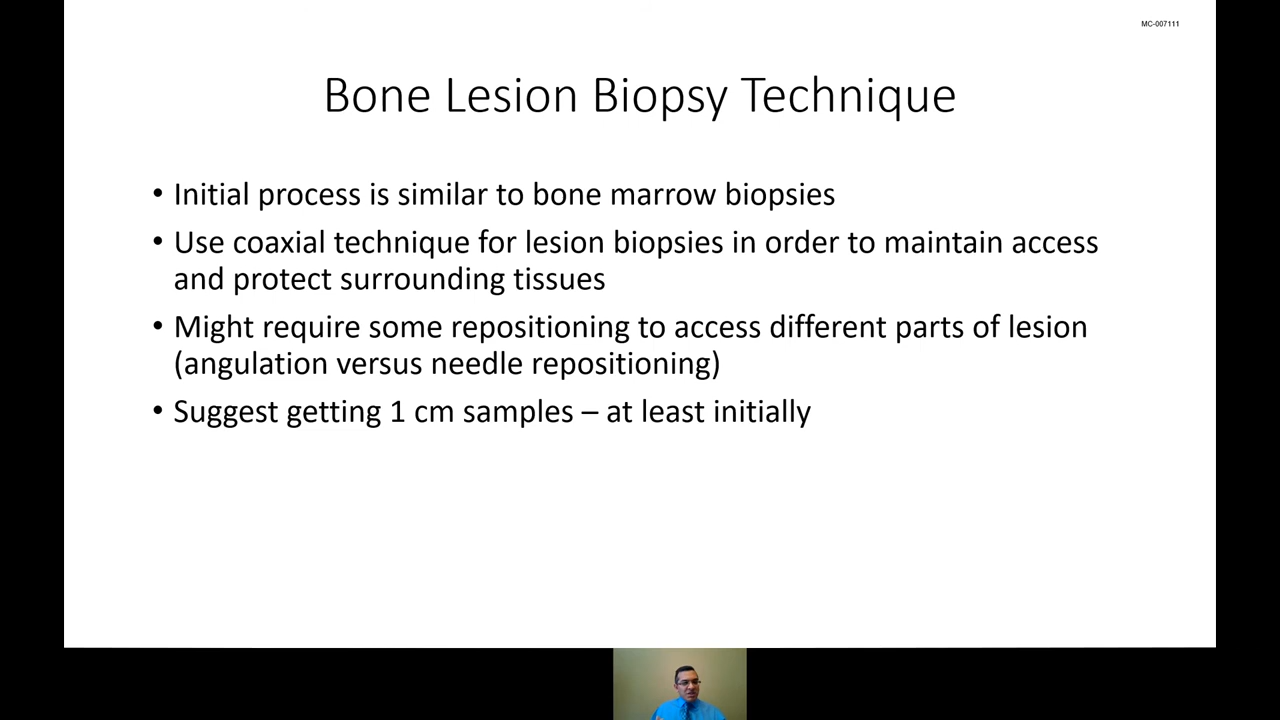 MC-007111
Bone Lesion Biopsy Technique
• Initial process is similar to bone marrow biopsies
• Use coaxial technique for lesion biopsies in order to maintain access
and protect surrounding tissues
• Might require some repositioning to access different parts of lesion
(angulation versus needle repositioning)
• Suggest getting 1 cm samples – at least initially